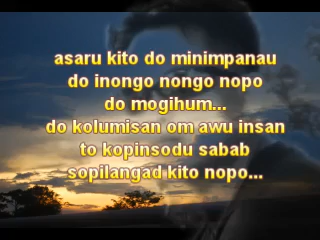 asaru kito do minimpanau
do inongo nongo nopo
do mogihum...
do kolumisan om awu insan
to kopinsodu sabab
sopilangad kito nopo...